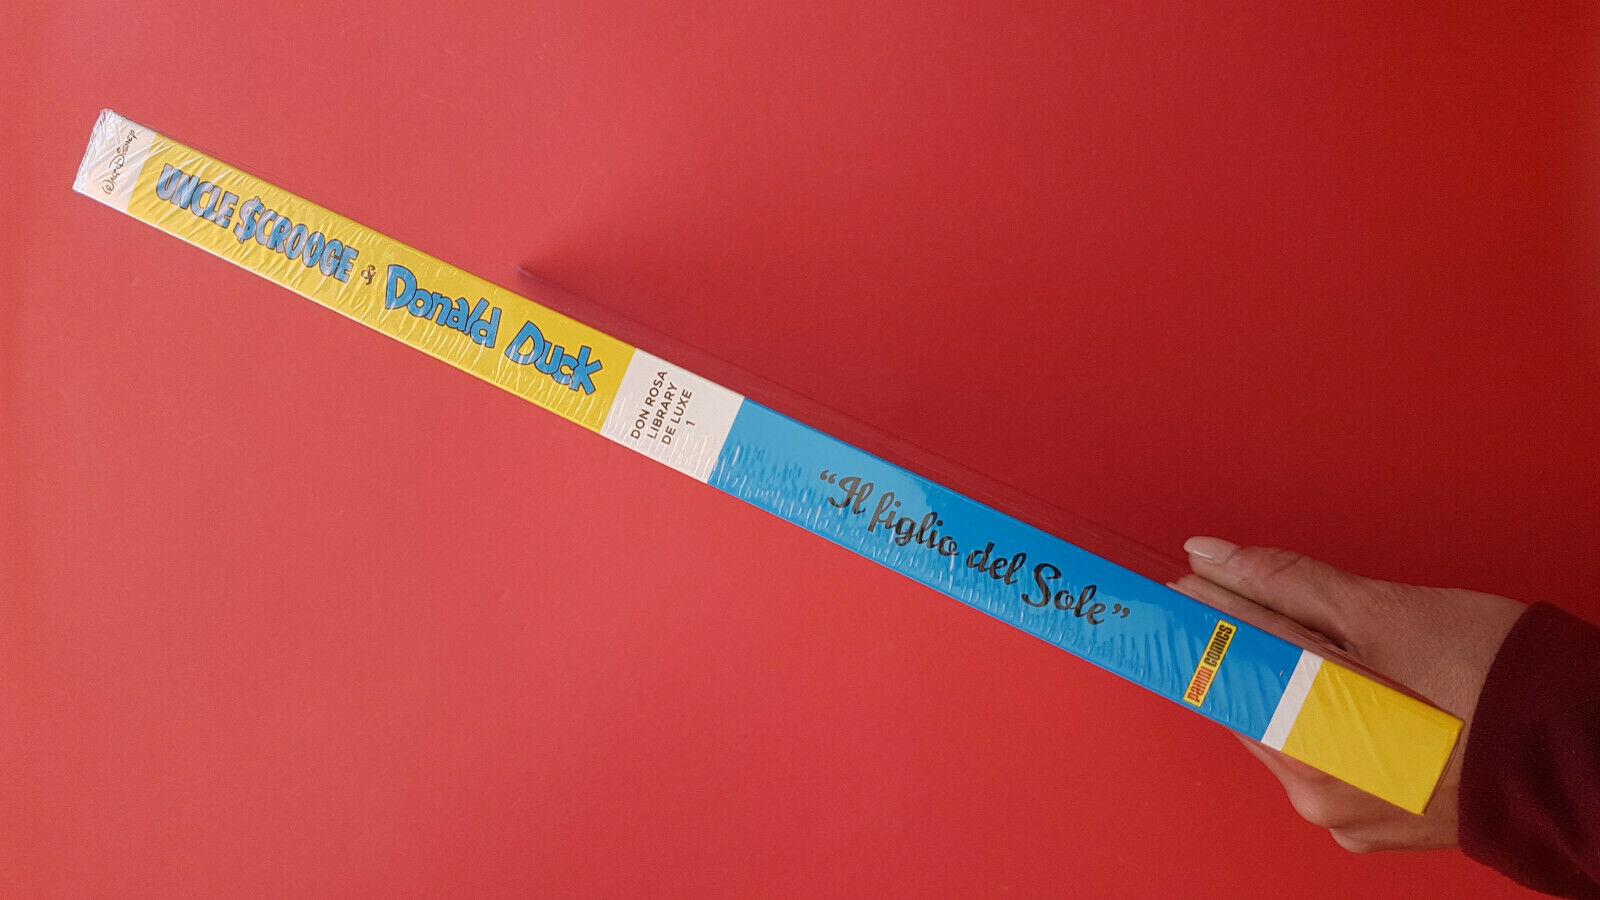 WALT DISNEY
UNCLE $CROOGE & Donald Duck
DON ROSA
LIBRARY
DE LUXE
1
“Il figlio del Sole”
PANINI COMICS